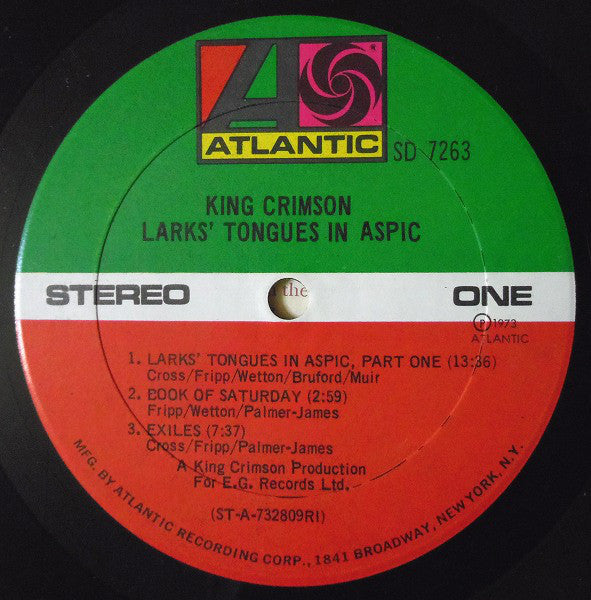 ATLANTIC
®
SD 7263
KING CRIMSON
LARKS' TONGUES IN ASPIC
STEREO
the
ONE
Ⓟ 1973
ATLANTIC
1. LARKS' TONGUES IN ASPIC, PART ONE (13:36)
Cross/Fripp/Wetton/Bruford/Muir
2. BOOK OF SATURDAY (2:59)
Fripp/Wetton/Palmer-James
3. EXILES (7:37)
Cross/Fripp/Palmer-James
A King Crimson Production
For E.G. Records Ltd.
(ST-A-732809RI)
MFG. BY ATLANTIC RECORDING CORP., 1841 BROADWAY, NEW YORK, N.Y.